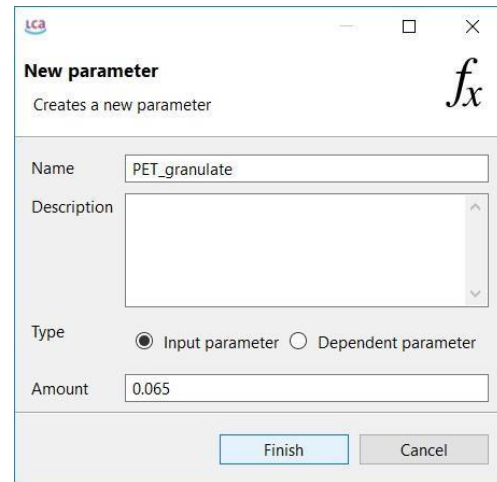 LCA
New parameter
Creates a new parameter
fx
Name PET_granulate
Description
Type Input parameter Dependent parameter
Amount 0.065
Finish Cancel